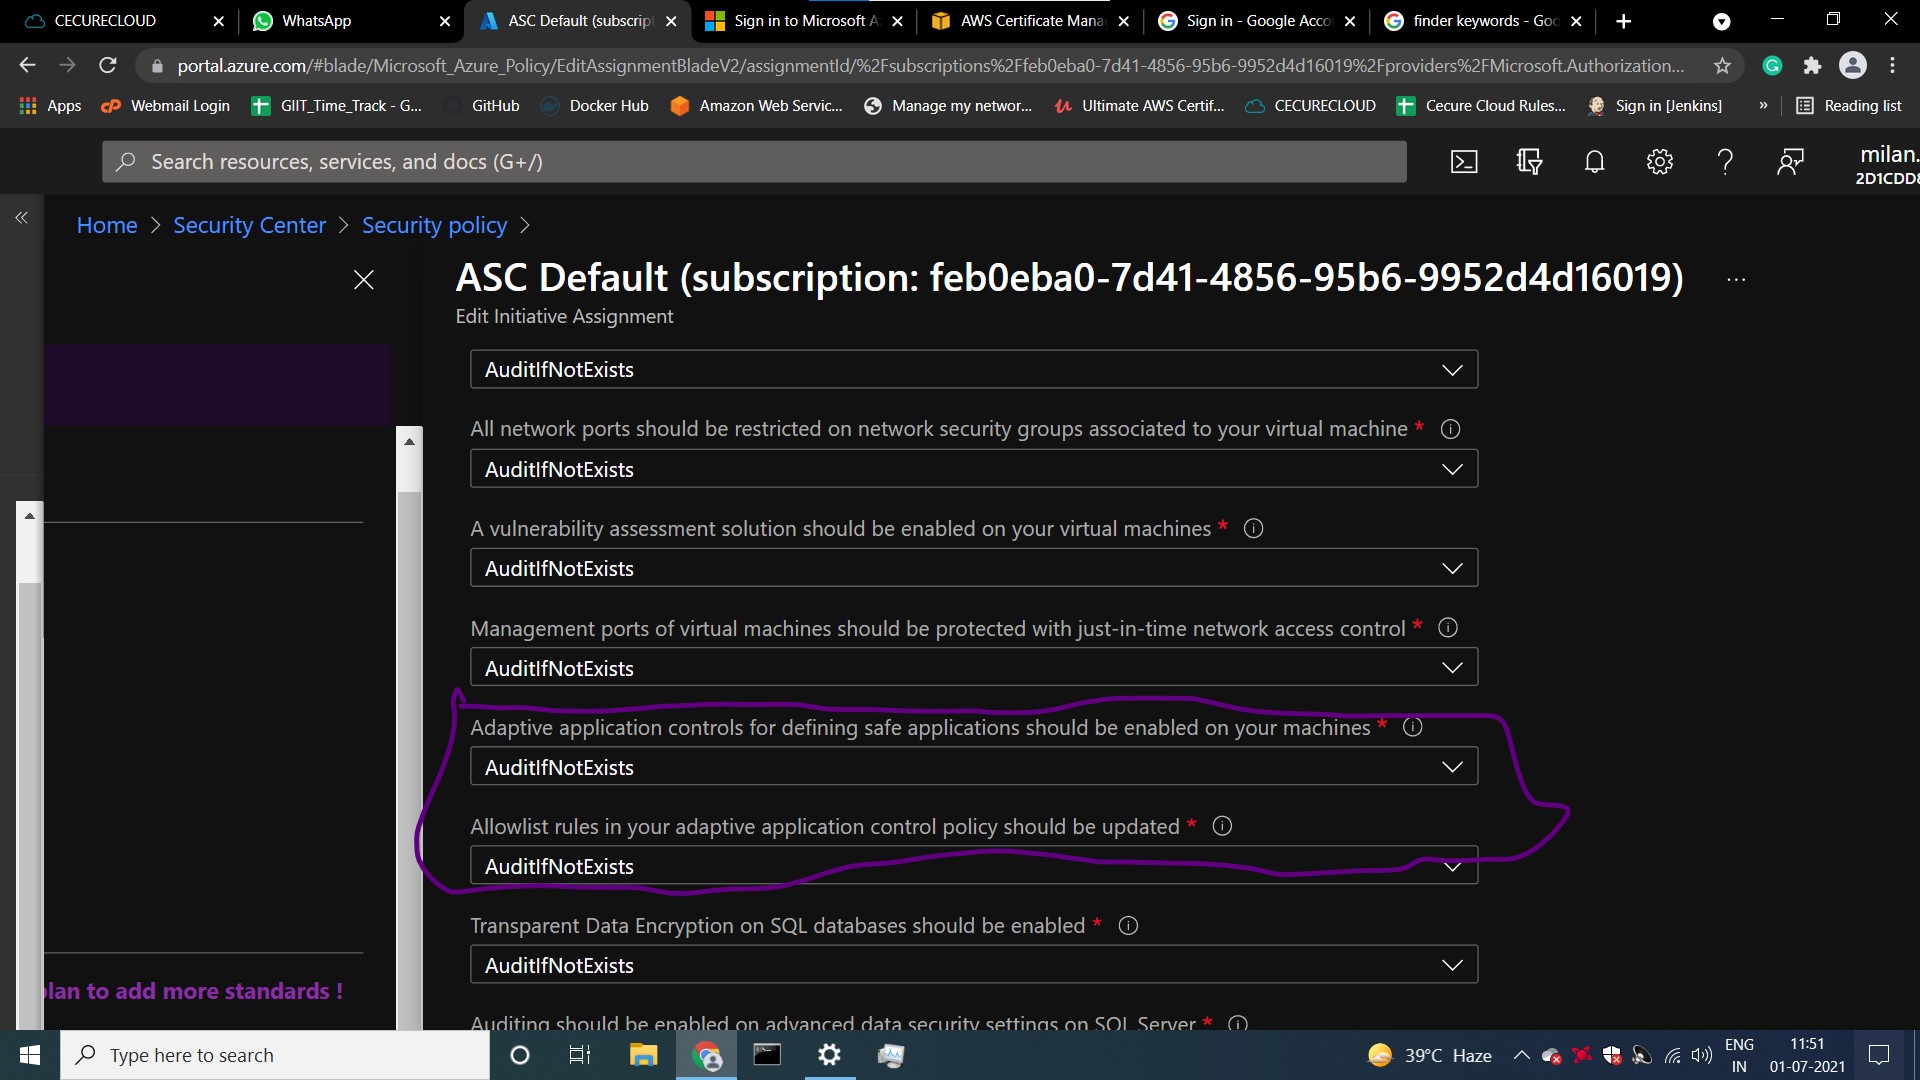 CECURECLOUD
WhatsApp
ASC Default (subscript
Sign in to Microsoft A
AWS Certificate Mana
Sign in - Google Acco
finder keywords - Goo
portal.azure.com/#blade/Microsoft_Azure_Policy/EditAssignmentBladeV2/assignmentId/%2Fsubscriptions%2Ffeb0eba0-7d41-4856-95b6-9952d4d16019%2Fproviders%2FMicrosoft.Authorization...
Apps
Webmail Login
GIIT_Time_Track - G...
GitHub
Docker Hub
Amazon Web Servic...
Manage my networ...
Ultimate AWS Certif...
CECURECLOUD
Cecure Cloud Rules...
Sign in [Jenkins]
»
Reading list
Search resources, services, and docs (G+/)
milan.
2D1CDD8
Home > Security Center > Security policy >
ASC Default (subscription: feb0eba0-7d41-4856-95b6-9952d4d16019) ...
Edit Initiative Assignment
AuditIfNotExists
All network ports should be restricted on network security groups associated to your virtual machine *
AuditIfNotExists
A vulnerability assessment solution should be enabled on your virtual machines *
AuditIfNotExists
Management ports of virtual machines should be protected with just-in-time network access control *
AuditIfNotExists
Adaptive application controls for defining safe applications should be enabled on your machines *
AuditIfNotExists
Allowlist rules in your adaptive application control policy should be updated *
AuditIfNotExists
Transparent Data Encryption on SQL databases should be enabled *
AuditIfNotExists
plan to add more standards !
Auditing should be enabled on advanced data security settings on SQL Server *
Type here to search
39°C Haze
ENG
IN
11:51
01-07-2021